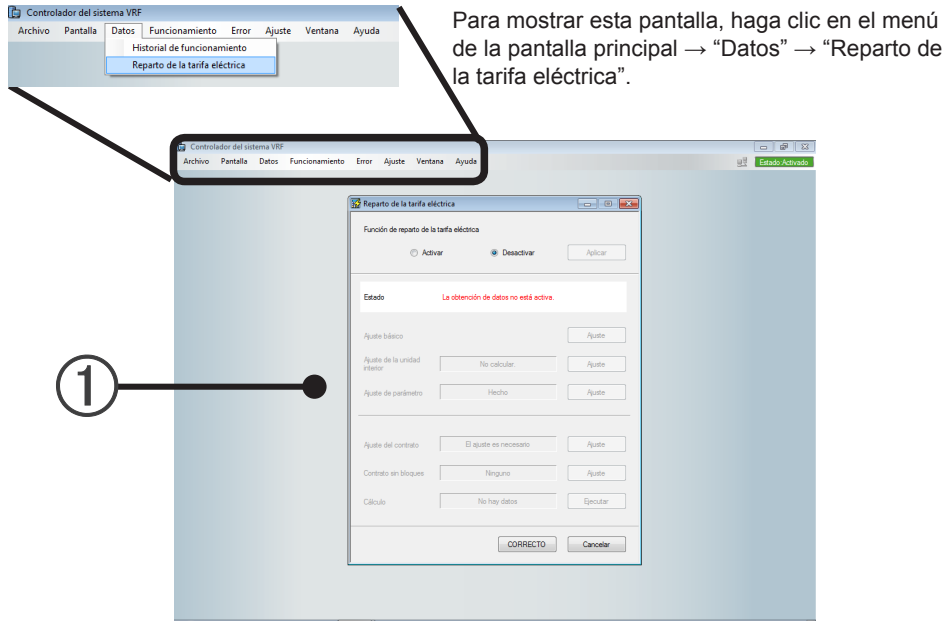 Controlador del sistema VRF
Archivo Pantalla Datos Funcionamiento Error Ajuste Ventana Ayuda
Historial de funcionamiento
Reparto de la tarifa eléctrica
Para mostrar esta pantalla, haga clic en el menú
de la pantalla principal → “Datos” → “Reparto de
la tarifa eléctrica”.
Controlador del sistema VRF
Archivo Pantalla Datos Funcionamiento Error Ajuste Ventana Ayuda
Estado:Activado
Reparto de la tarifa eléctrica
Función de reparto de la tarifa eléctrica
Activar Desactivar Aplicar
Estado La obtención de datos no está activa.
Ajuste básico Ajuste
Ajuste de la unidad
interior No calcular. Ajuste
Ajuste de parámetro Hecho Ajuste
1
Ajuste del contrato El ajuste es necesario Ajuste
Contrato sin bloques Ninguno Ajuste
Cálculo No hay datos Ejecutar
CORRECTO Cancelar